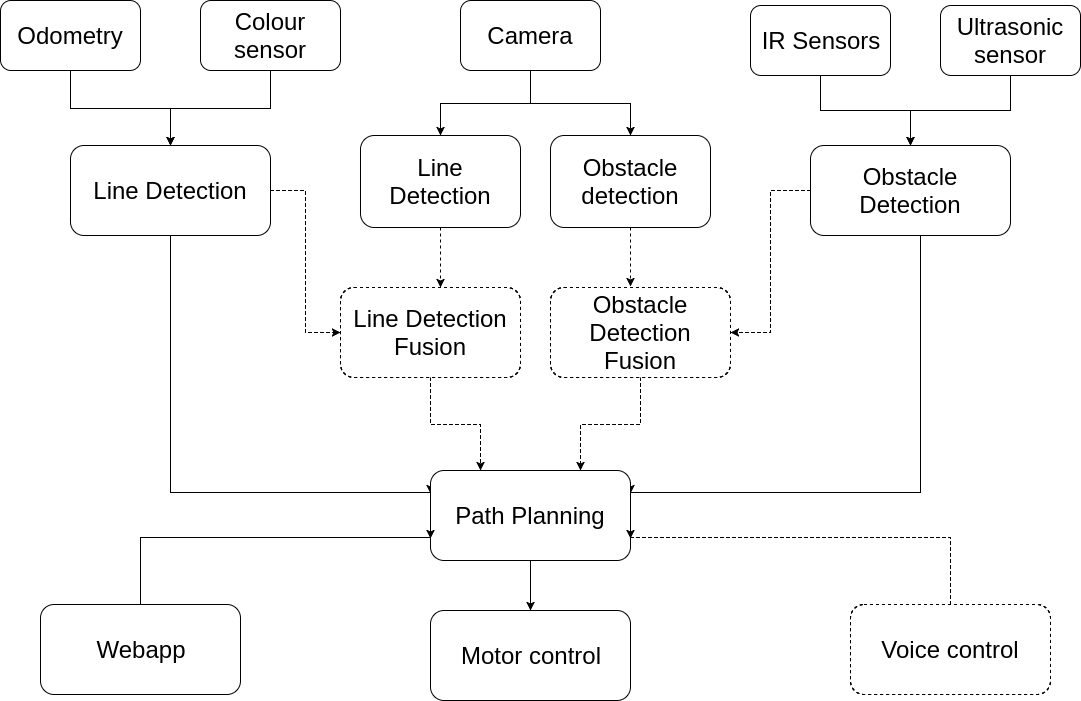 Odometry
Colour
sensor
Camera
IR Sensors
Ultrasonic
sensor
Line Detection
Line
Detection
Obstacle
detection
Obstacle
Detection
Line Detection
Fusion
Obstacle
Detection
Fusion
Path Planning
Webapp
Motor control
Voice control